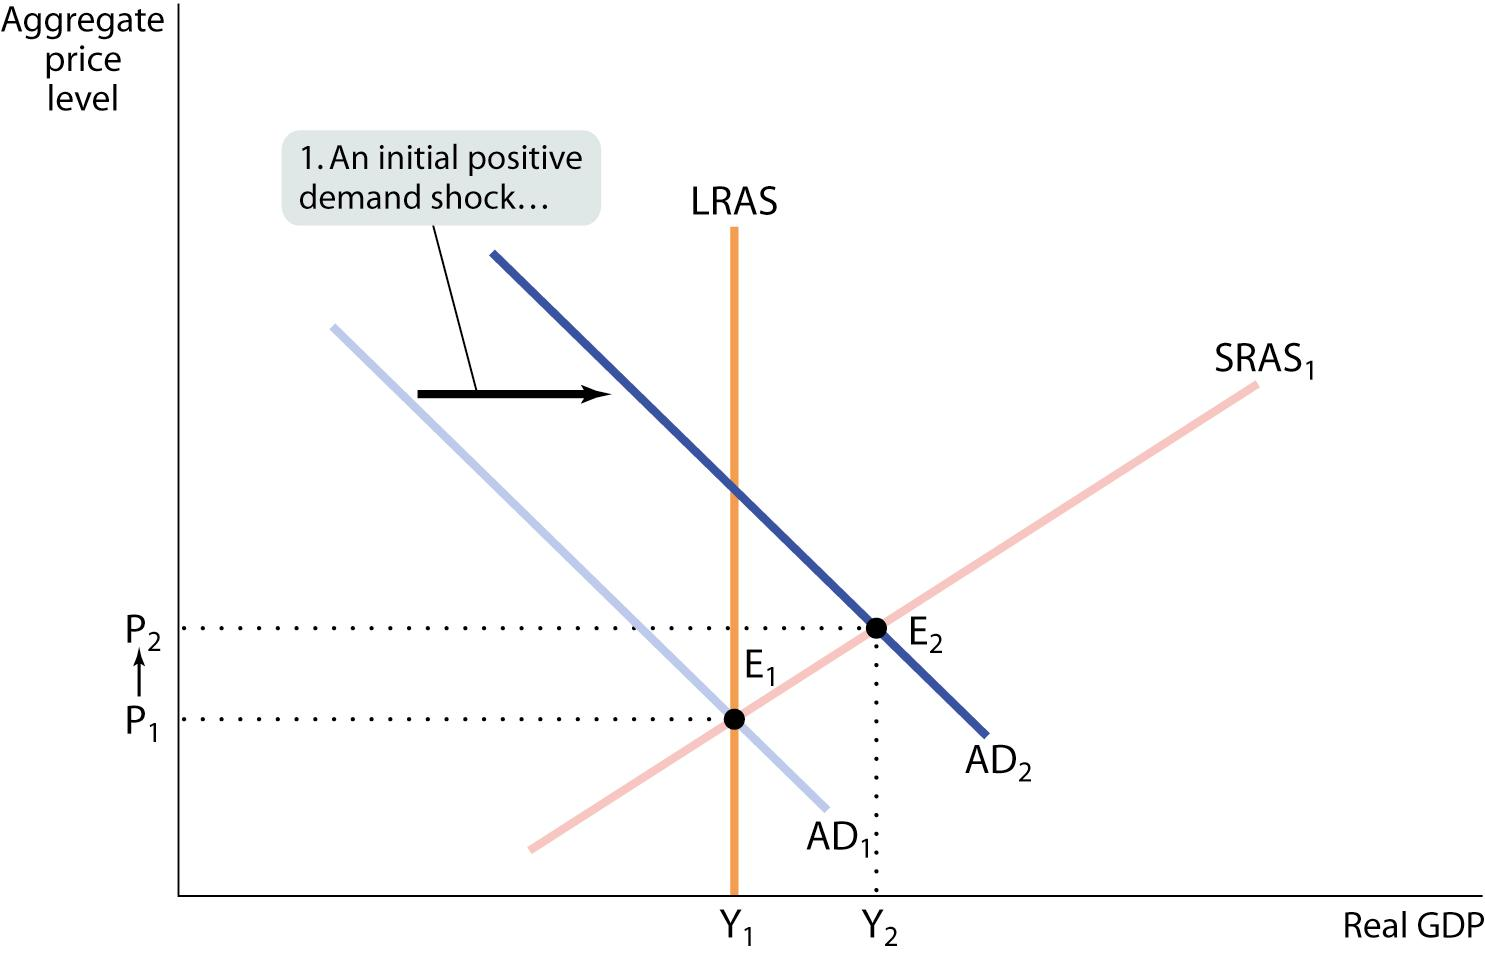 Aggregate
price
level
1. An initial positive
demand shock…
LRAS
SRAS₁
P₂
E₂
E₁
P₁
AD₂
AD₁
Y₁
Y₂
Real GDP